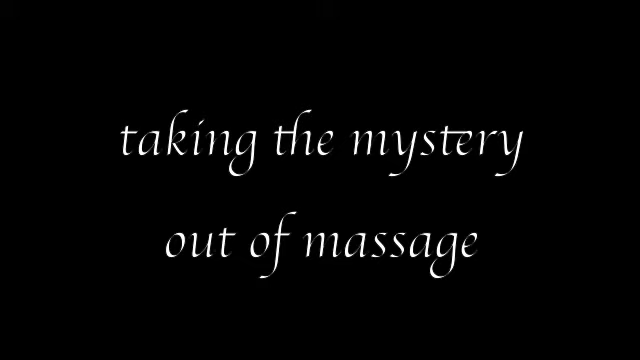 taking the mystery
out of massage